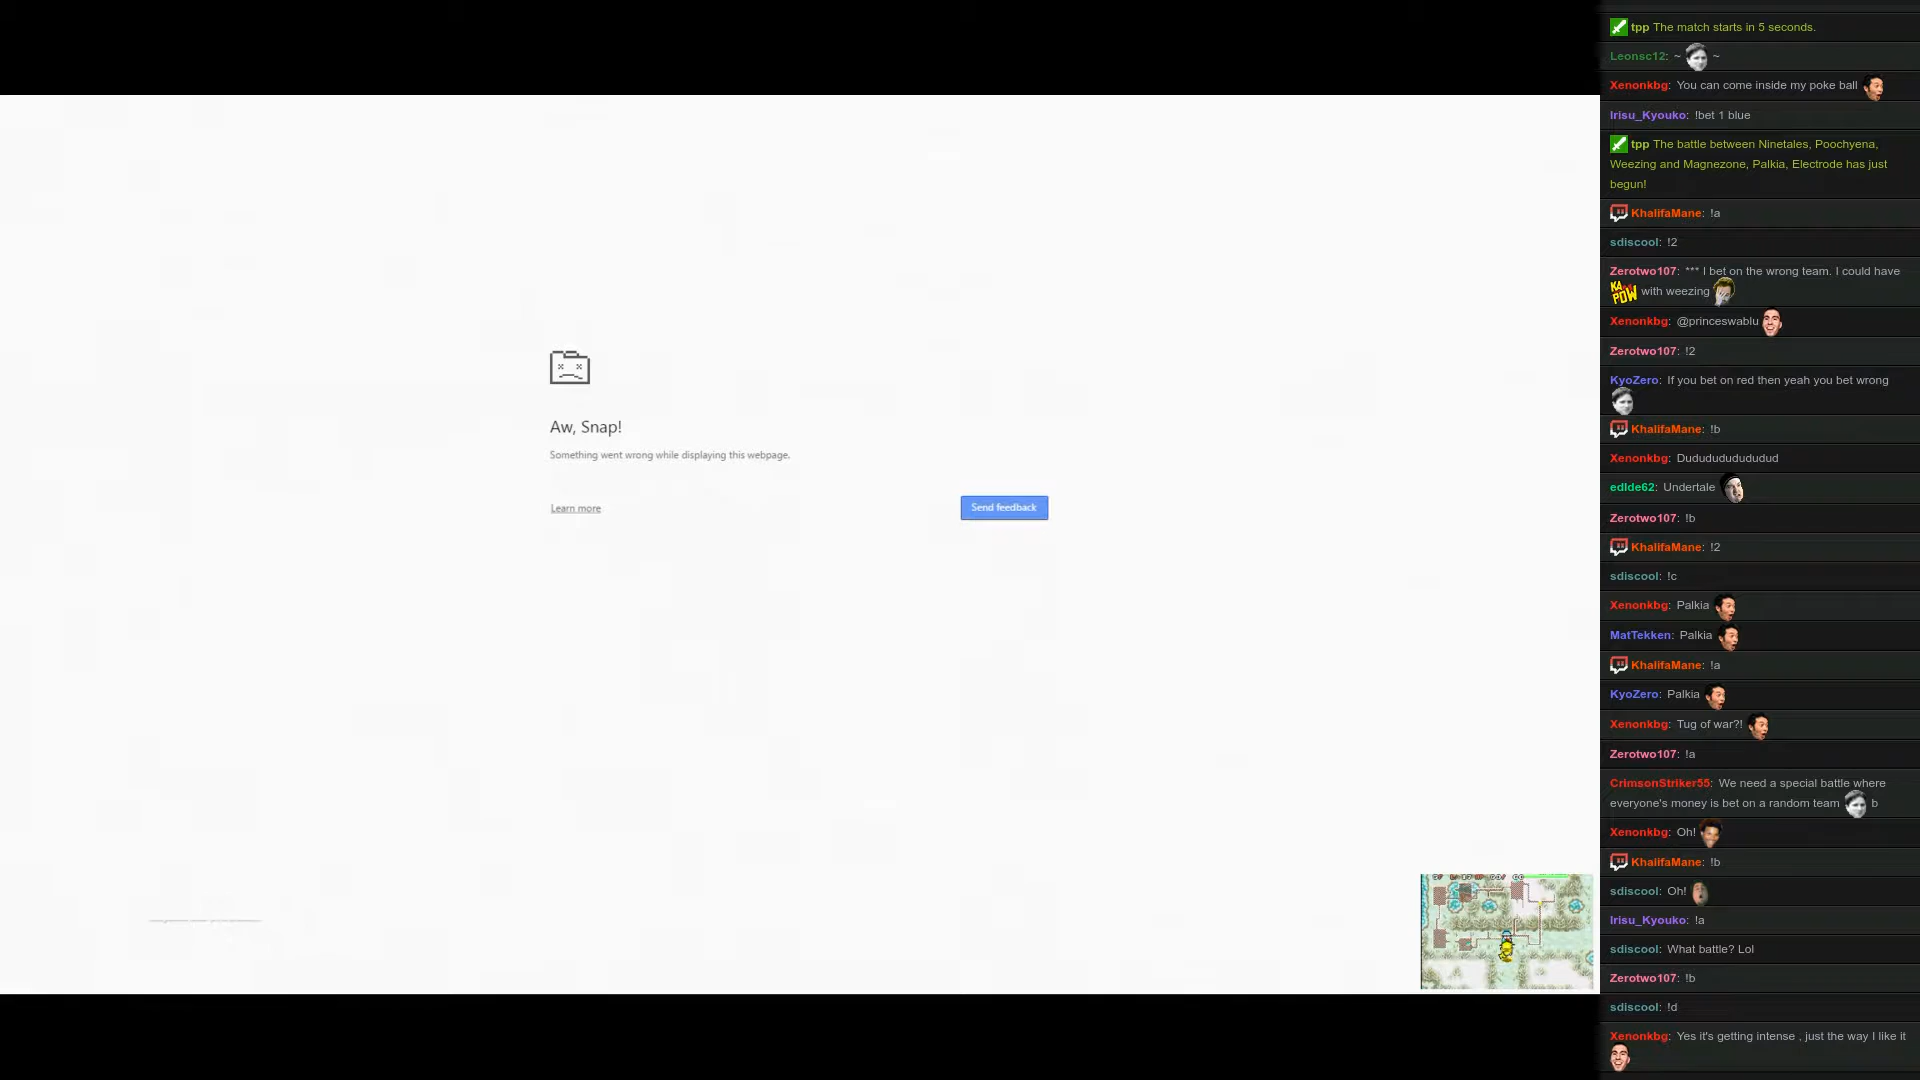 Aw, Snap!
Something went wrong while displaying this webpage.
Learn more
Send feedback
tpp The match starts in 5 seconds.
Leonsc12: ~ ~
Xenonkbg: You can come inside my poke ball
Irisu_Kyouko: !bet 1 blue
tpp The battle between Ninetales, Poochyena,
Weezing and Magnezone, Palkia, Electrode has just
begun!
KhalifaMane: !a
sdiscool: !2
Zerotwo107: *** I bet on the wrong team. I could have
KAPOW with weezing
Xenonkbg: @princeswablu
Zerotwo107: !2
KyoZero: If you bet on red then yeah you bet wrong
KhalifaMane: !b
Xenonkbg: Dudududududududud
edlde62: Undertale
Zerotwo107: !b
KhalifaMane: !2
sdiscool: !c
Xenonkbg: Palkia
MatTekken: Palkia
KhalifaMane: !a
KyoZero: Palkia
Xenonkbg: Tug of war?!
Zerotwo107: !a
CrimsonStriker55: We need a special battle where
everyone's money is bet on a random team b
Xenonkbg: Oh!
KhalifaMane: !b
sdiscool: Oh!
Irisu_Kyouko: !a
sdiscool: What battle? Lol
Zerotwo107: !b
sdiscool: !d
Xenonkbg: Yes it's getting intense , just the way I like it